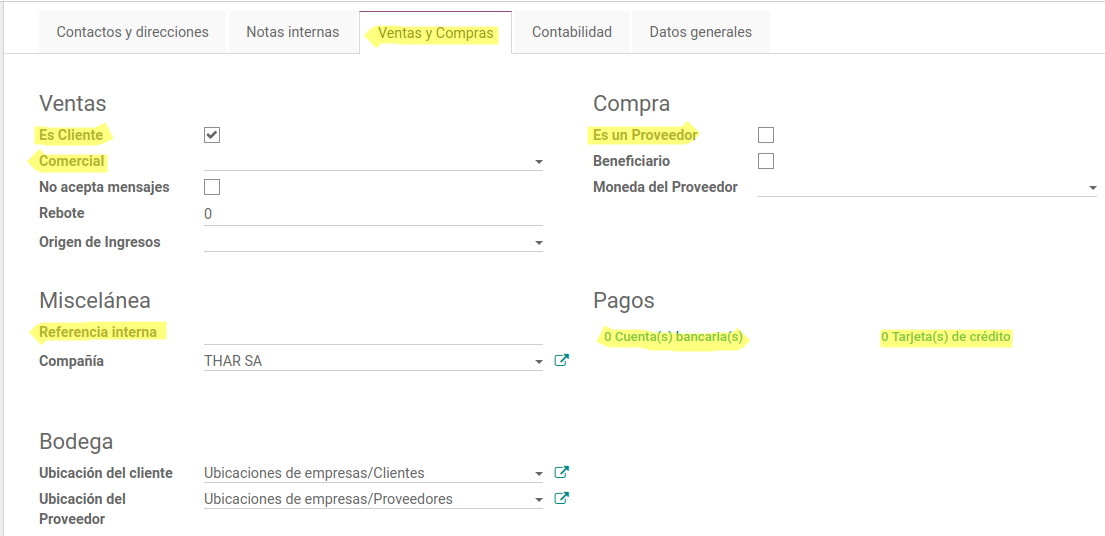 Contactos y direcciones
Notas internas
Ventas y Compras
Contabilidad
Datos generales
Ventas
Es Cliente
Comercial
No acepta mensajes
Rebote 0
Origen de Ingresos
Compra
Es un Proveedor
Beneficiario
Moneda del Proveedor
Miscelánea
Referencia interna
Compañía THAR SA
Pagos
0 Cuenta(s) bancaria(s)
0 Tarjeta(s) de crédito
Bodega
Ubicación del cliente Ubicaciones de empresas/Clientes
Ubicación del Ubicaciones de empresas/Proveedores
Proveedor